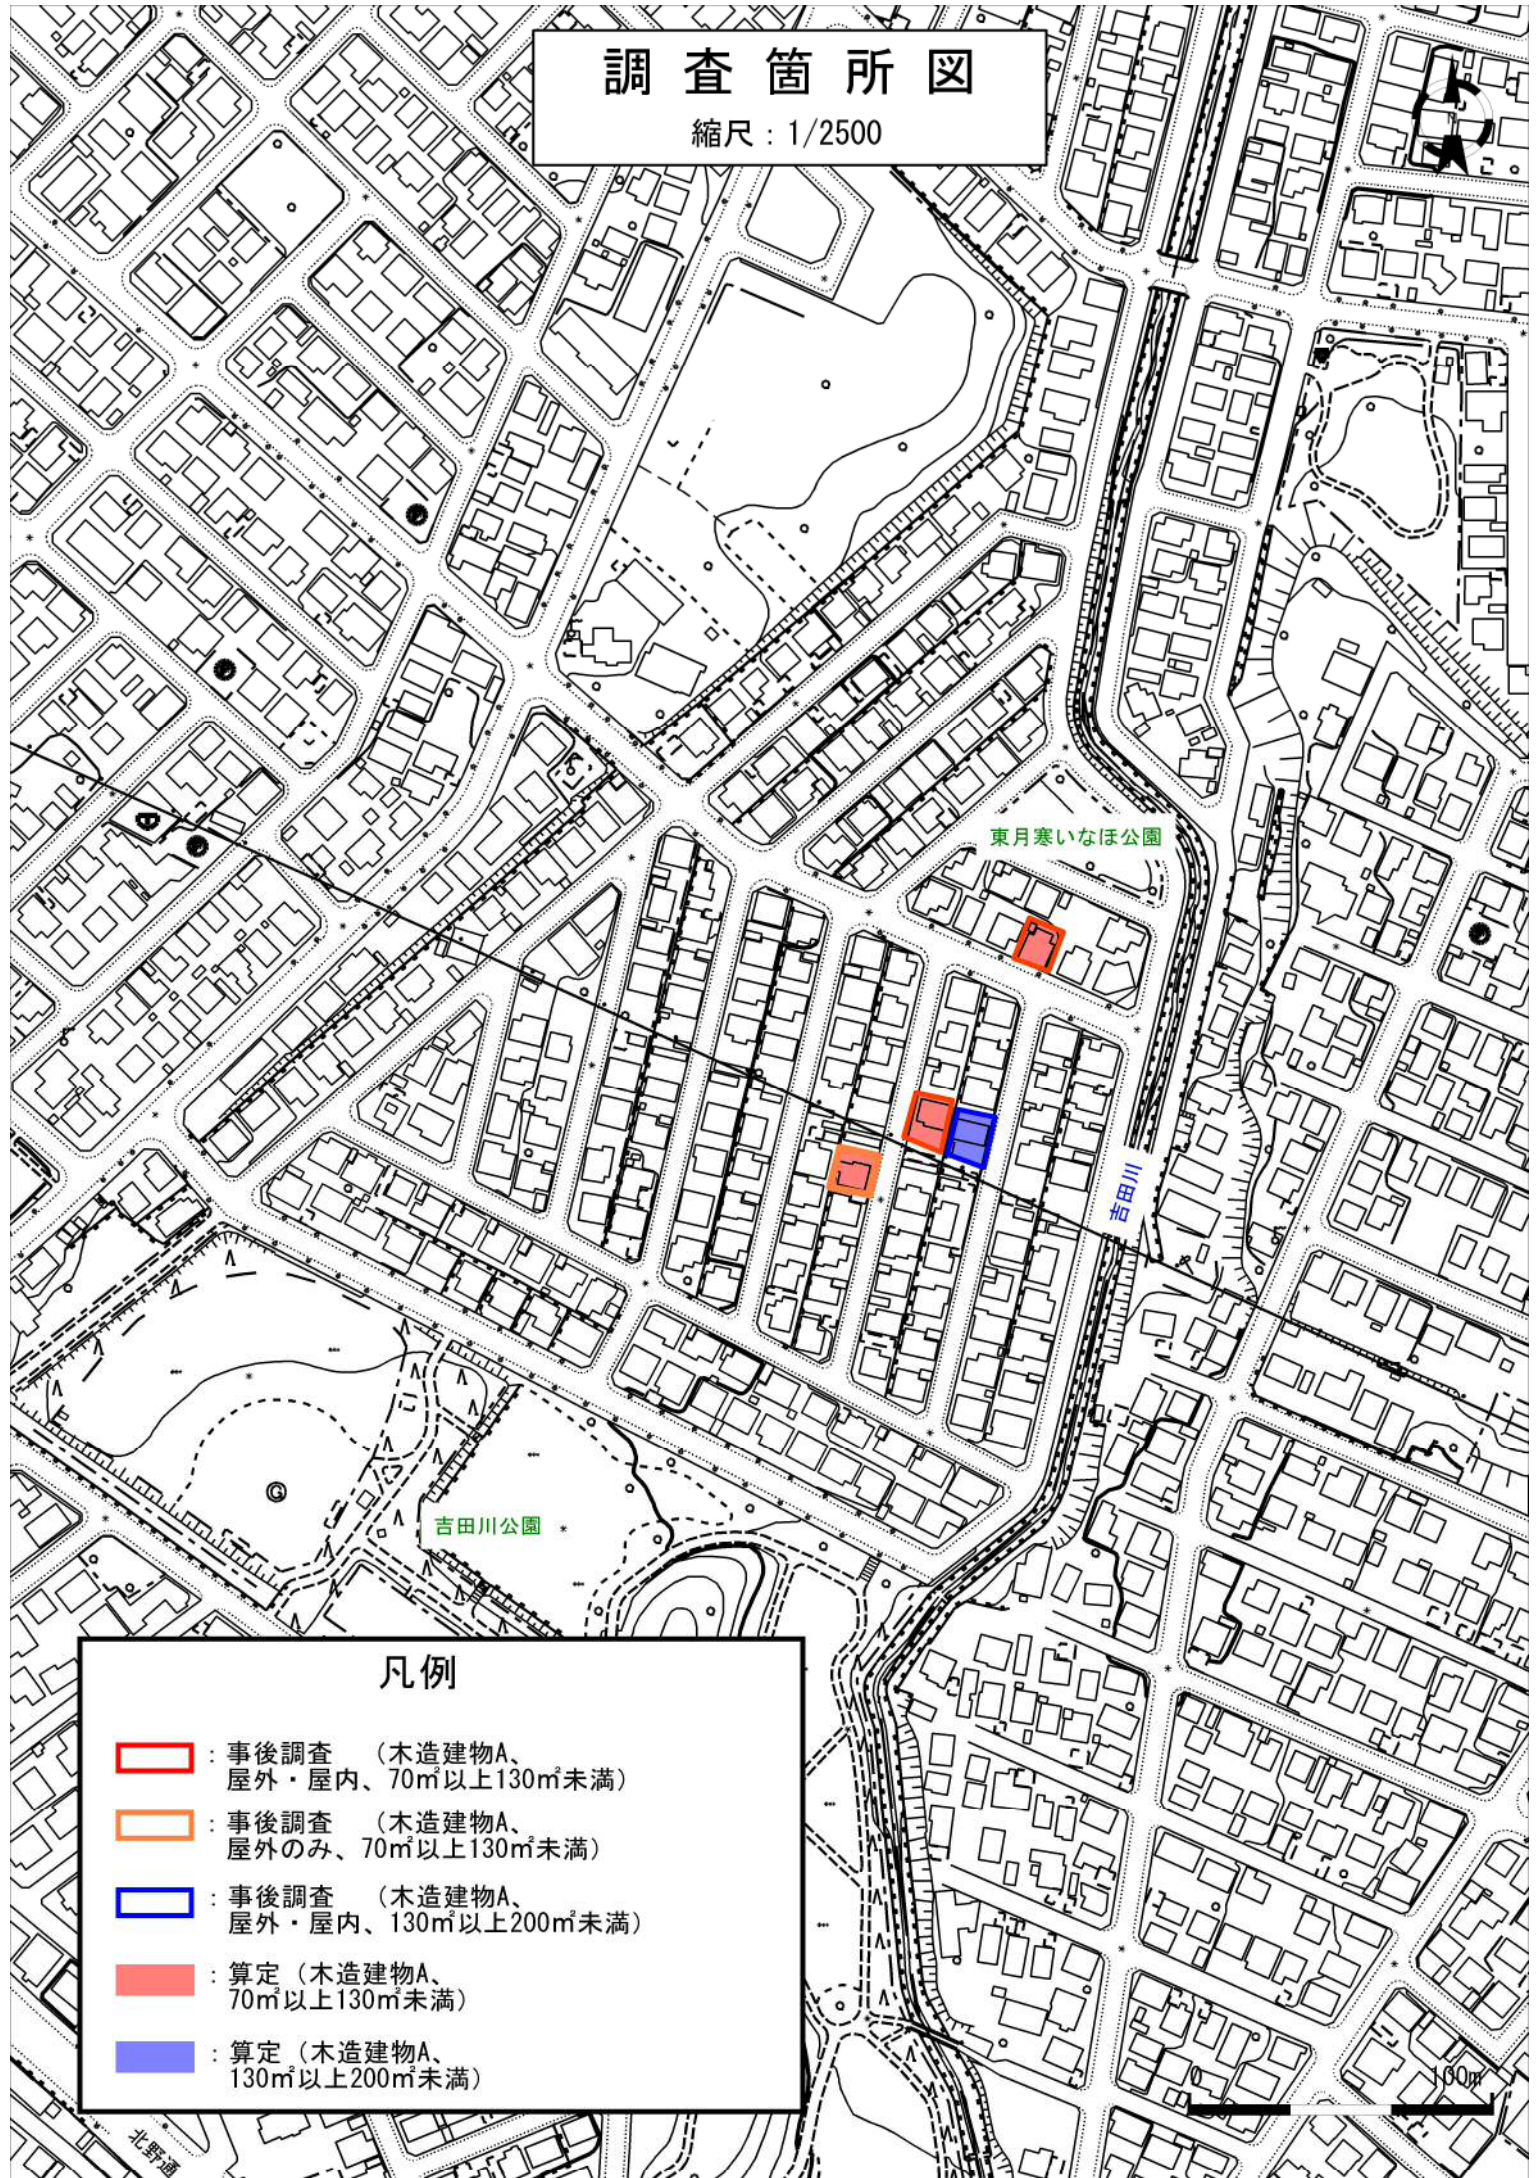 調査箇所図
縮尺：1/2500
東月寒いなほ公園
吉田川
吉田川公園
凡例
：事後調査　（木造建物A、
屋外・屋内、70㎡以上130㎡未満）
：事後調査　（木造建物A、
屋外のみ、70㎡以上130㎡未満）
：事後調査　（木造建物A、
屋外・屋内、130㎡以上200㎡未満）
：算定（木造建物A、
70㎡以上130㎡未満）
：算定（木造建物A、
130㎡以上200㎡未満）
0 100m
北野通